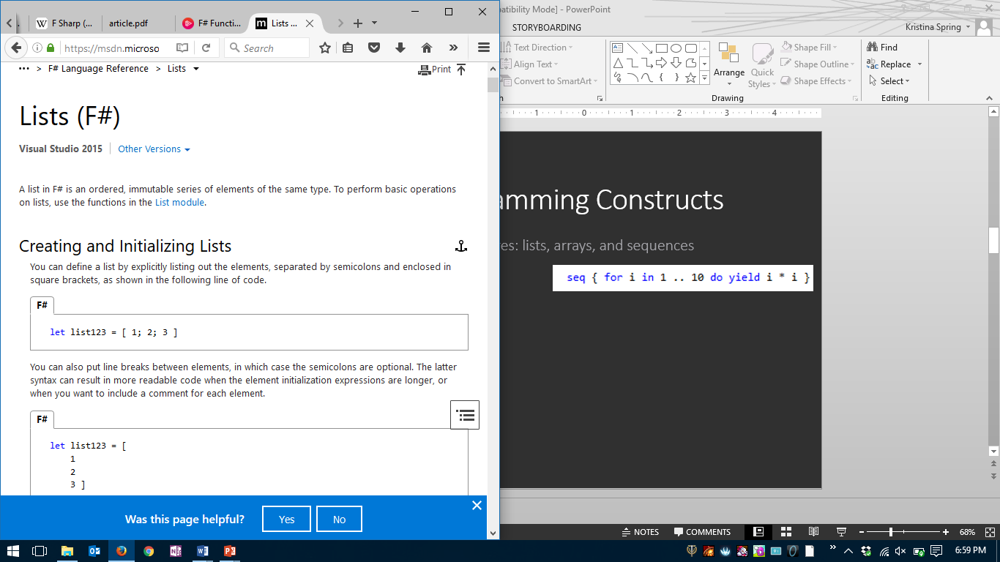 F Sharp (...
article.pdf
F# Functi...
Lists ...
https://msdn.microso
Search
... > F# Language Reference > Lists
Print
Lists (F#)
Visual Studio 2015
Other Versions
A list in F# is an ordered, immutable series of elements of the same type. To perform basic operations
on lists, use the functions in the List module.
Creating and Initializing Lists
You can define a list by explicitly listing out the elements, separated by semicolons and enclosed in
square brackets, as shown in the following line of code.
F#
let list123 = [ 1; 2; 3 ]
You can also put line breaks between elements, in which case the semicolons are optional. The latter
syntax can result in more readable code when the element initialization expressions are longer, or
when you want to include a comment for each element.
F#
let list123 = [
1
2
3 ]
Was this page helpful?
Yes
No
patibility Mode] - PowerPoint
STORYBOARDING
Kristina Spring
Text Direction
Align Text
Convert to SmartArt
Arrange
Quick
Styles
Shape Fill
Shape Outline
Shape Effects
Drawing
Find
Replace
Select
Editing
1 0 1 2 3 4
amming Constructs
es: lists, arrays, and sequences
seq { for i in 1 .. 10 do yield i * i }
NOTES
COMMENTS
68%
6:59 PM